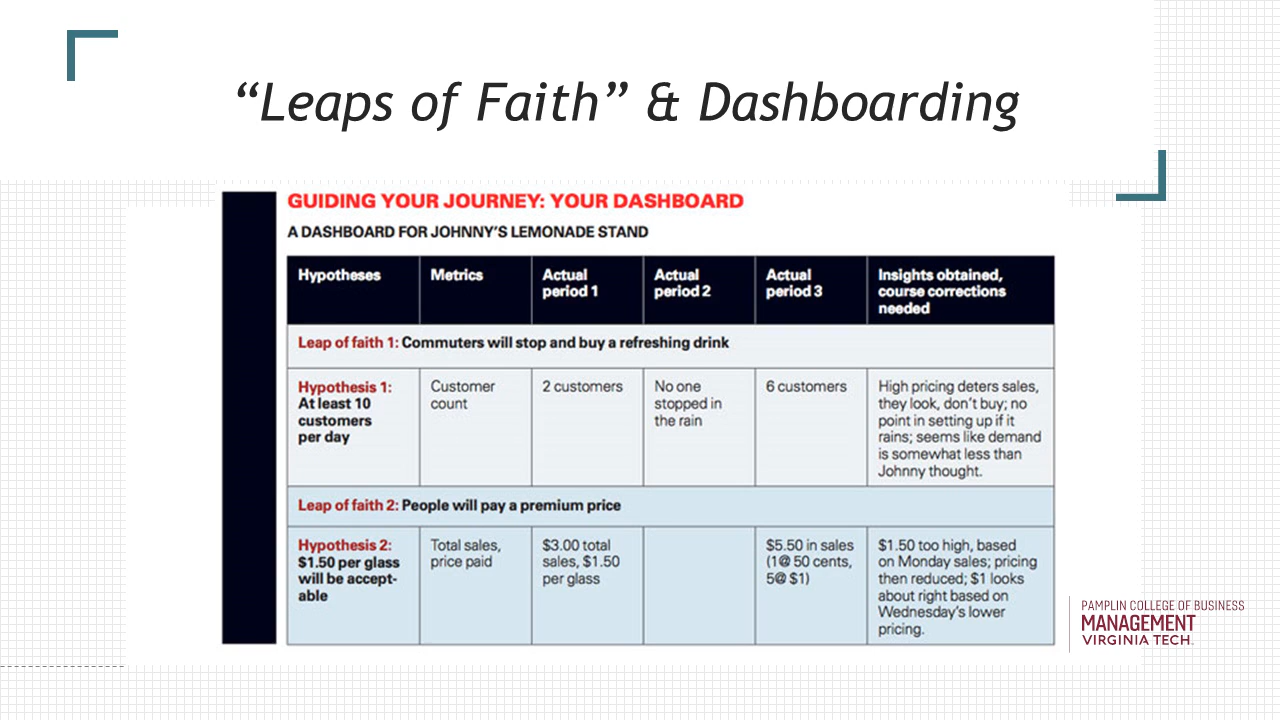 “Leaps of Faith” & Dashboarding
GUIDING YOUR JOURNEY: YOUR DASHBOARD
A DASHBOARD FOR JOHNNY’S LEMONADE STAND
Hypotheses
Metrics
Actual
period 1
Actual
period 2
Actual
period 3
Insights obtained,
course corrections
needed
Leap of faith 1: Commuters will stop and buy a refreshing drink
Hypothesis 1:
At least 10
customers
per day
Customer
count
2 customers
No one
stopped in
the rain
6 customers
High pricing deters sales,
they look, don’t buy; no
point in setting up if it
rains; seems like demand
is somewhat less than
Johnny thought.
Leap of faith 2: People will pay a premium price
Hypothesis 2:
$1.50 per glass
will be accept-
able
Total sales,
price paid
$3.00 total
sales, $1.50
per glass
$5.50 in sales
(1@ 50 cents,
5@ $1)
$1.50 too high, based
on Monday sales; pricing
then reduced; $1 looks
about right based on
Wednesday’s lower
pricing.
PAMPLIN COLLEGE OF BUSINESS
MANAGEMENT
VIRGINIA TECH.